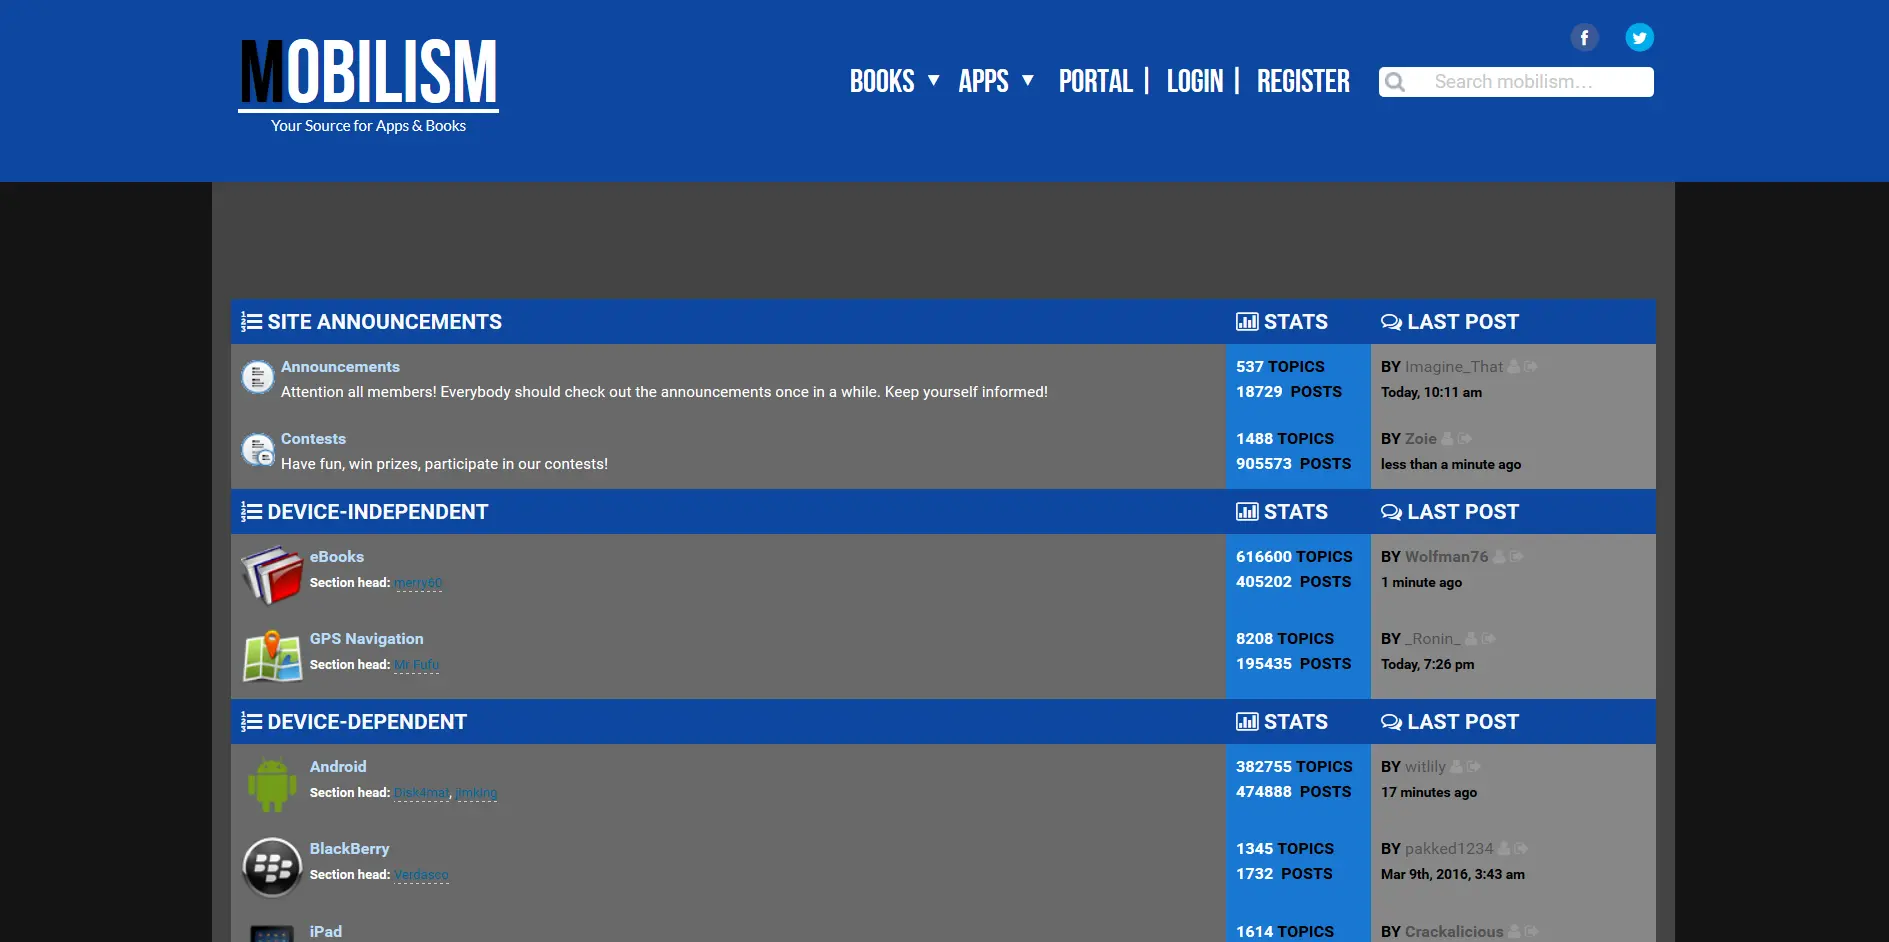 MOBILISM
Your Source for Apps & Books
BOOKS ▼ APPS ▼ PORTAL | LOGIN | REGISTER
Search mobilism...
SITE ANNOUNCEMENTS STATS LAST POST
Announcements 537 TOPICS BY Imagine_That
Attention all members! Everybody should check out the announcements once in a while. Keep yourself informed! 18729 POSTS Today, 10:11 am
Contests 1488 TOPICS BY Zoie
Have fun, win prizes, participate in our contests! 905573 POSTS less than a minute ago
DEVICE-INDEPENDENT STATS LAST POST
eBooks 616600 TOPICS BY Wolfman76
Section head: merry60 405202 POSTS 1 minute ago
GPS Navigation 8208 TOPICS BY _Ronin_
Section head: Mr Fufu 195435 POSTS Today, 7:26 pm
DEVICE-DEPENDENT STATS LAST POST
Android 382755 TOPICS BY witlily
Section head: Disk4mat, jimking 474888 POSTS 17 minutes ago
BlackBerry 1345 TOPICS BY pakked1234
Section head: Verdasco 1732 POSTS Mar 9th, 2016, 3:43 am
iPad 1614 TOPICS BY Crackalicious